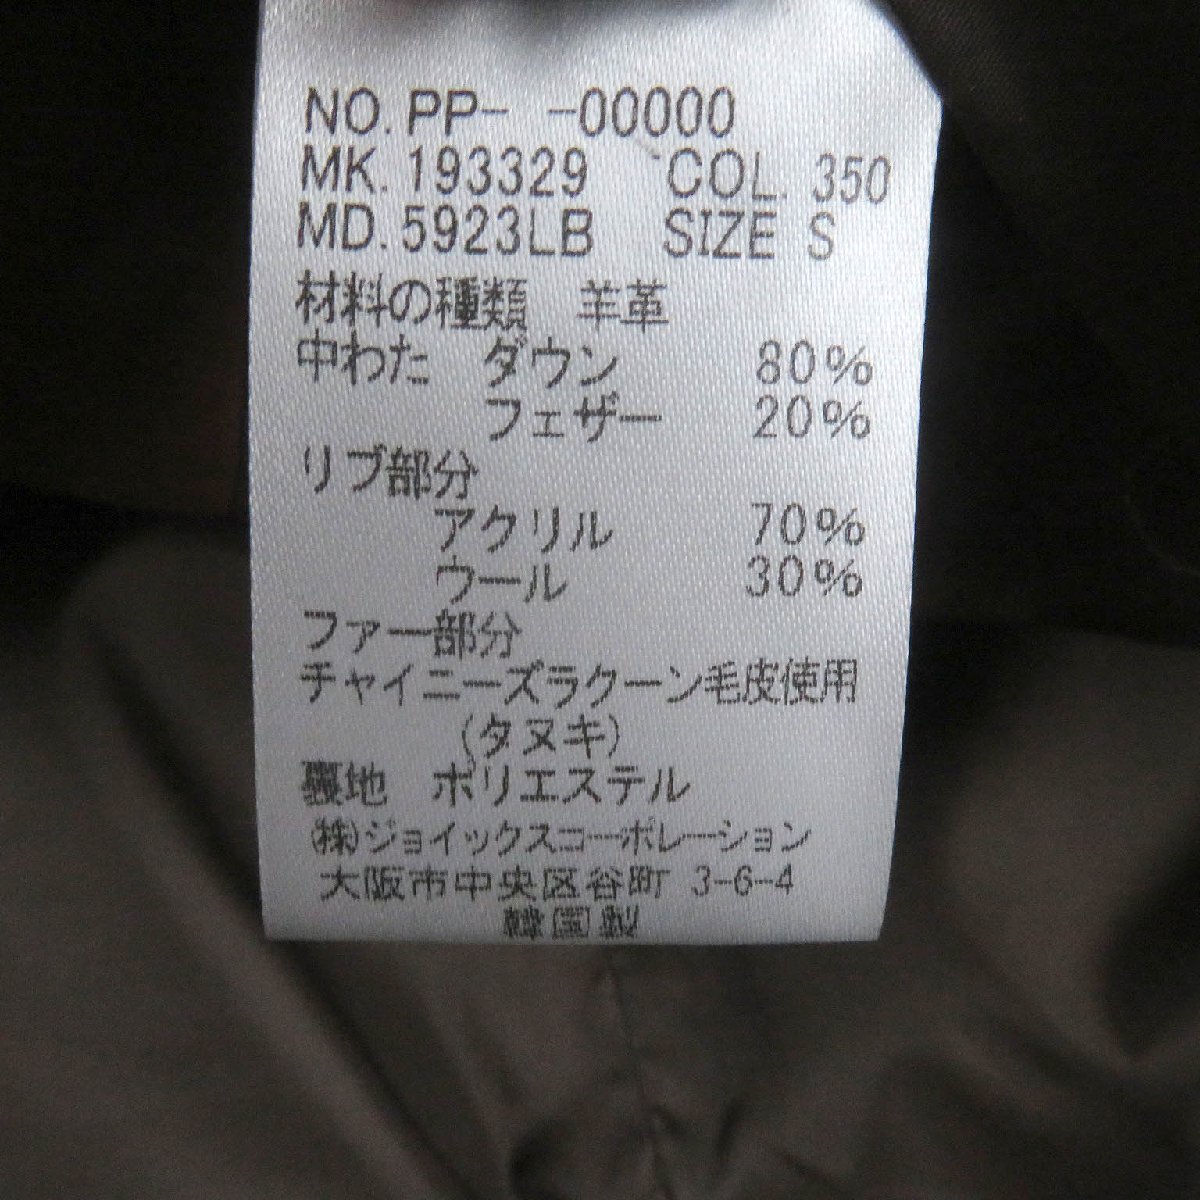 NO. PP- -00000
MK. 193329 COL. 350
MD. 5923LB SIZE S
材料の種類 羊革
中わた ダウン 80%
フェザー 20%
リブ部分
アクリル 70%
ウール 30%
ファー部分
チャイニーズラクーン毛皮使用
(タヌキ)
裏地 ポリエステル
(株)ジョイックスコーポレーション
大阪市中央区谷町 3-6-4
韓国製